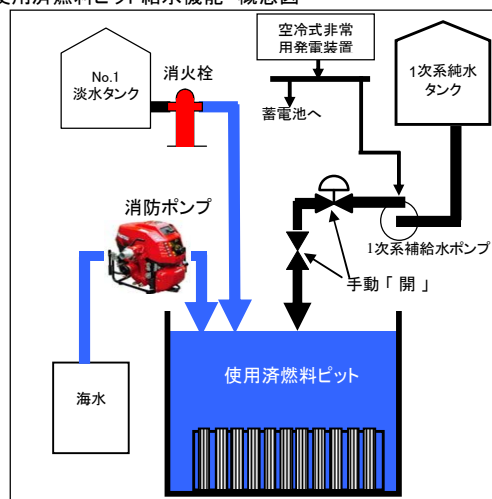 使用済燃料ピット給水機能 概念図
空冷式非常
用発電装置
1次系純水
タンク
No.1
淡水タンク
消火栓
蓄電池へ
消防ポンプ
1次系補給水ポンプ
手動「開」
使用済燃料ピット
海水